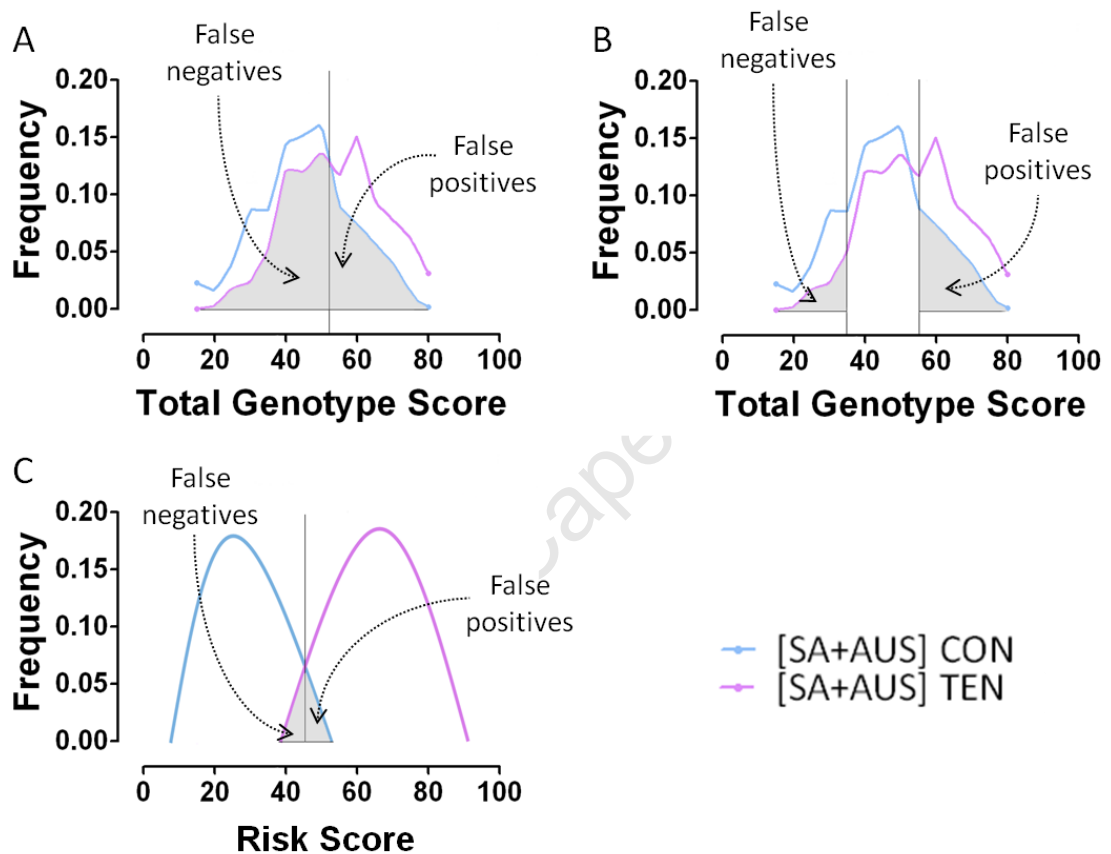 A
False
negatives
False
positives
Frequency
0.20
0.15
0.10
0.05
0.00
0 20 40 60 80 100
Total Genotype Score
B
False
negatives
False
positives
Frequency
0.20
0.15
0.10
0.05
0.00
0 20 40 60 80 100
Total Genotype Score
C
False
negatives
False
positives
Frequency
0.20
0.15
0.10
0.05
0.00
0 20 40 60 80 100
Risk Score
Cape
[SA+AUS] CON
[SA+AUS] TEN